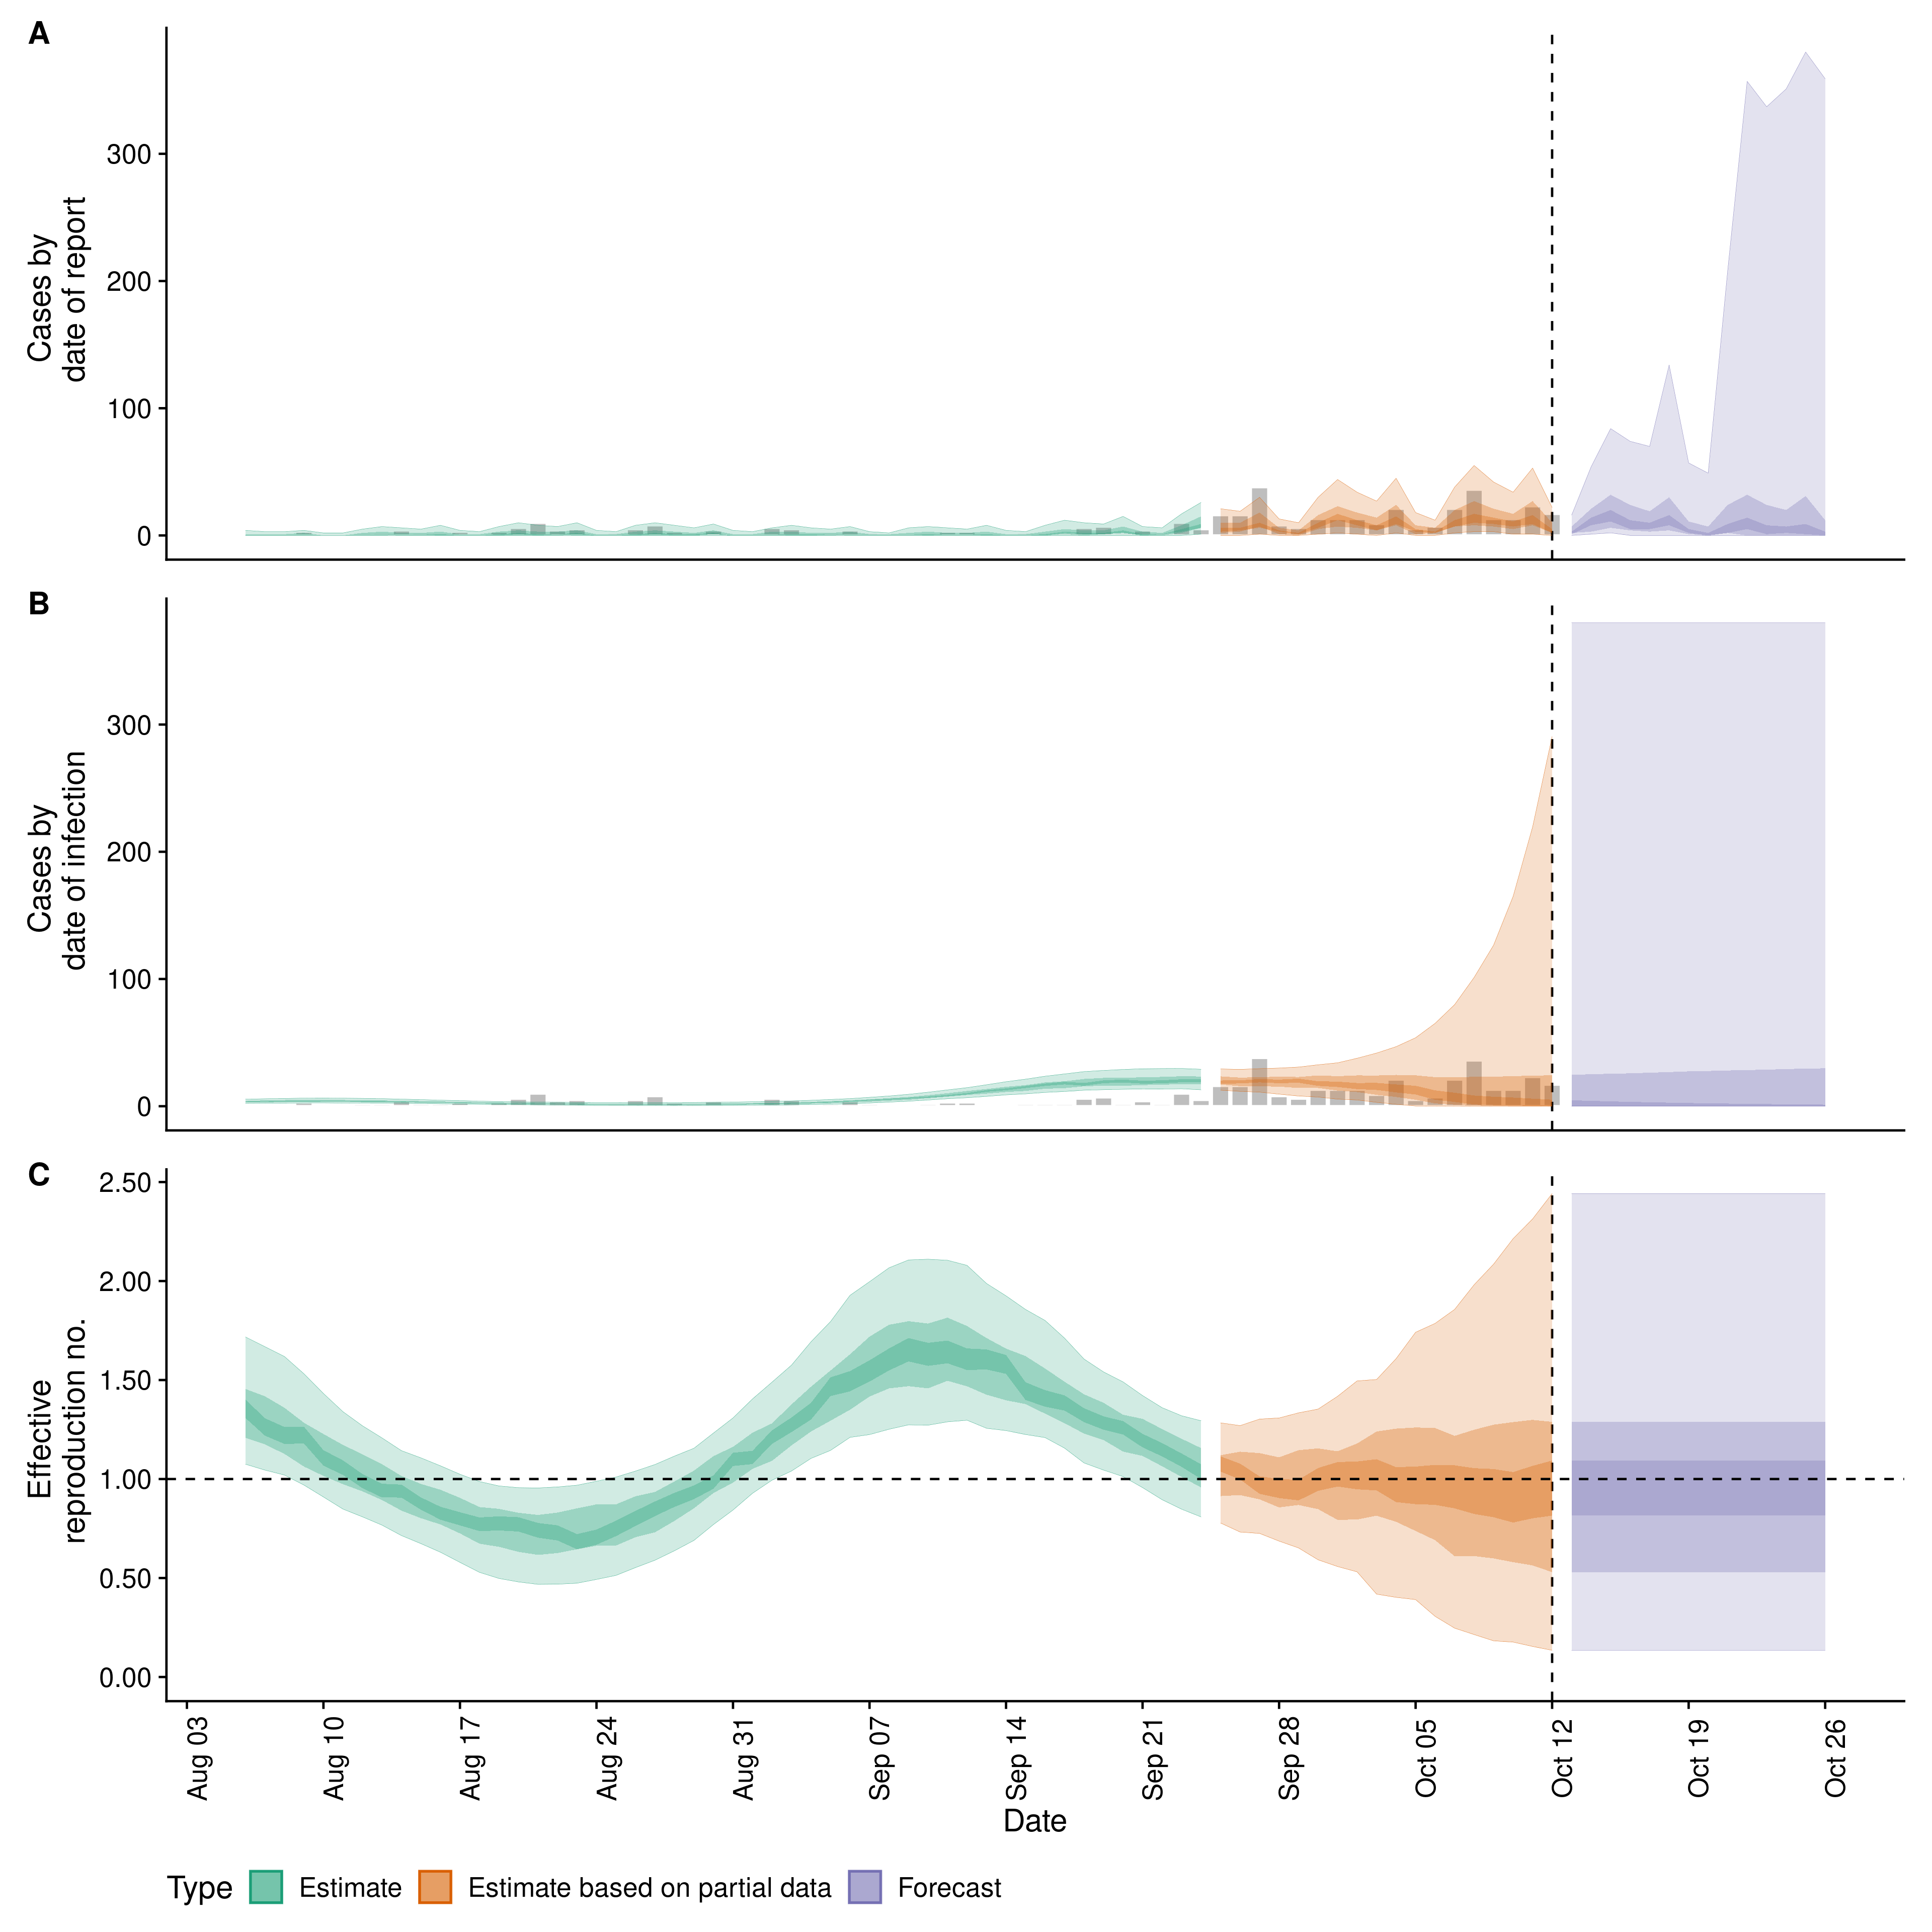 A
Cases by
date of report
300
200
100
0
B
Cases by
date of infection
300
200
100
0
C
Effective
reproduction no.
2.50
2.00
1.50
1.00
0.50
0.00
Aug 03
Aug 10
Aug 17
Aug 24
Aug 31
Sep 07
Sep 14
Sep 21
Sep 28
Oct 05
Oct 12
Oct 19
Oct 26
Date
Type Estimate Estimate based on partial data Forecast